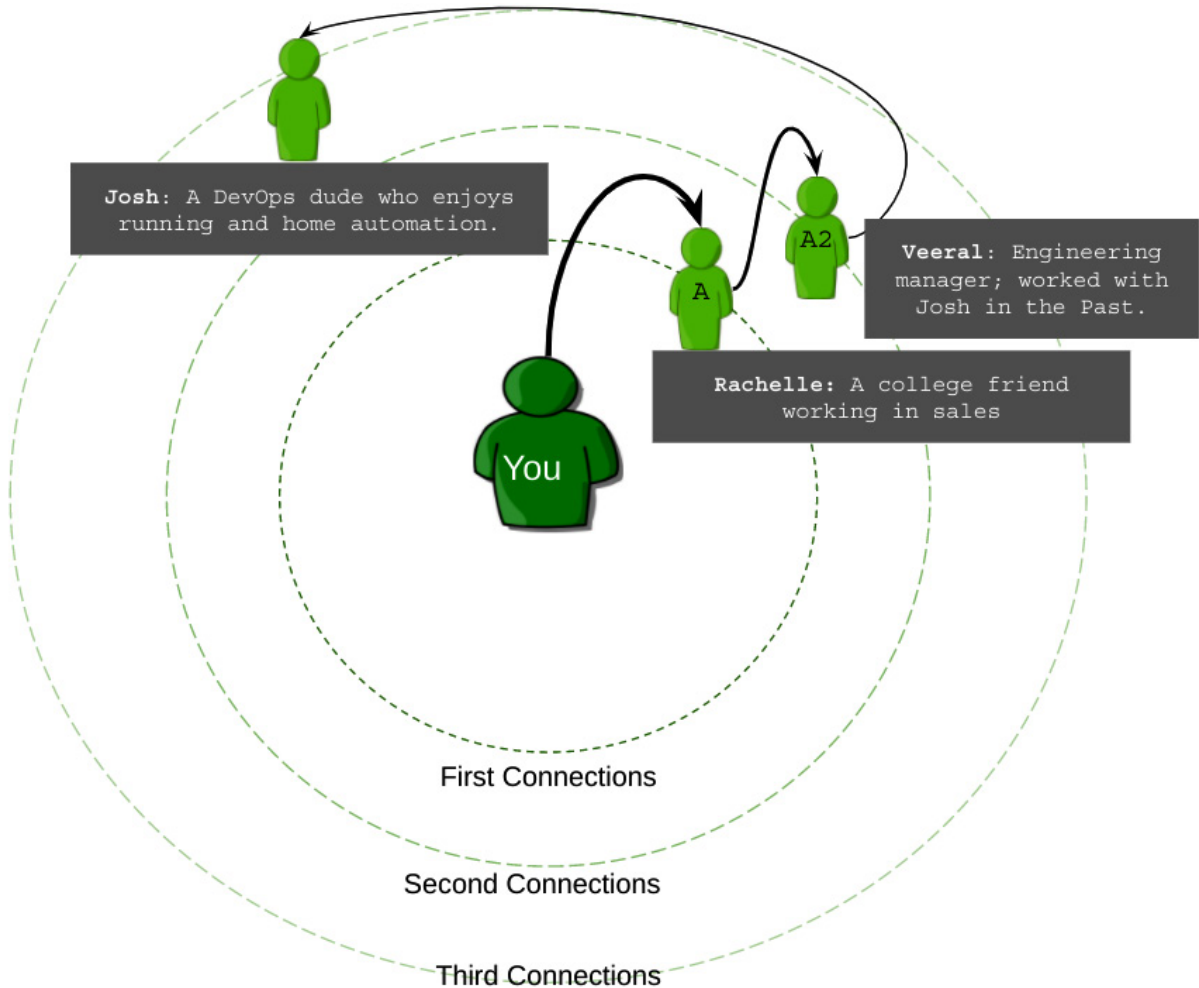 Josh: A DevOps dude who enjoys
running and home automation.
A2
Veeral: Engineering
manager; worked with
Josh in the Past.
A
Rachelle: A college friend
working in sales
You
First Connections
Second Connections
Third Connections